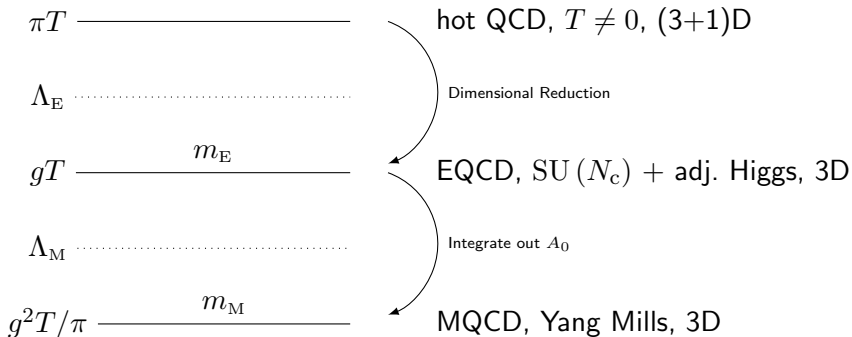 πT hot QCD, T ≠ 0, (3+1)D
Λ_E Dimensional Reduction
m_E
gT EQCD, SU (N_c) + adj. Higgs, 3D
Λ_M Integrate out A_0
m_M
g²T/π MQCD, Yang Mills, 3D